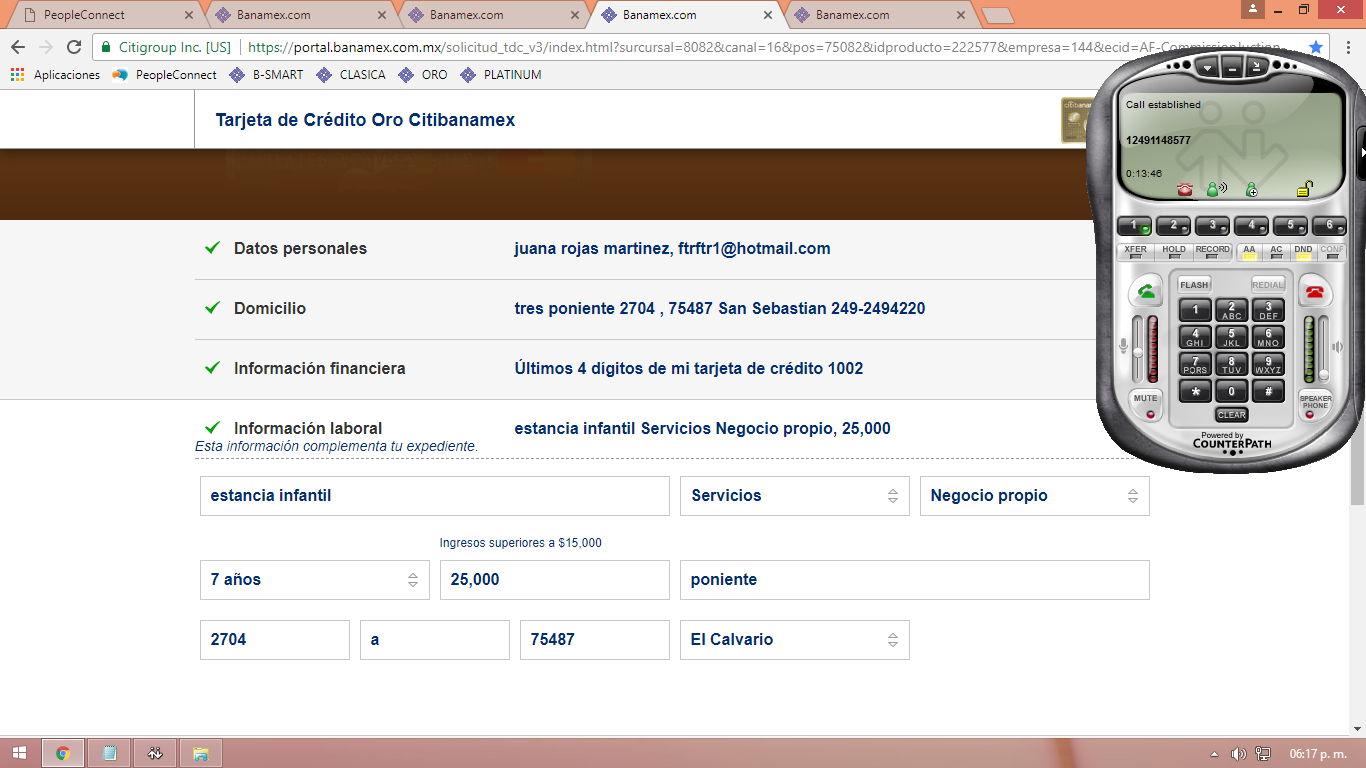 PeopleConnect
Banamex.com
Banamex.com
Banamex.com
Banamex.com
Citigroup Inc. [US]
https://portal.banamex.com.mx/solicitud_tdc_v3/index.html?surcursal=8082&canal=16&pos=75082&idproducto=222577&empresa=144&ecid=AF-CommissionJuction
Aplicaciones PeopleConnect B-SMART CLASICA ORO PLATINUM
Tarjeta de Crédito Oro Citibanamex
Datos personales juana rojas martinez, ftrftr1@hotmail.com
Domicilio tres poniente 2704 , 75487 San Sebastian 249-2494220
Información financiera Últimos 4 dígitos de mi tarjeta de crédito 1002
Información laboral estancia infantil Servicios Negocio propio, 25,000
Esta información complementa tu expediente.
estancia infantil Servicios Negocio propio
Ingresos superiores a $15,000
7 años 25,000 poniente
2704 a 75487 El Calvario
Call established
12491148577
0:13:46
1 2 3 4 5 6
XFER HOLD RECORD AA AC DND CONF
FLASH REDIAL
1 2 ABC 3 DEF
4 GHI 5 JKL 6 MNO
7 PQRS 8 TUV 9 WXYZ
* 0 #
MUTE CLEAR SPEAKER PHONE
Powered by
COUNTERPATH
06:17 p. m.